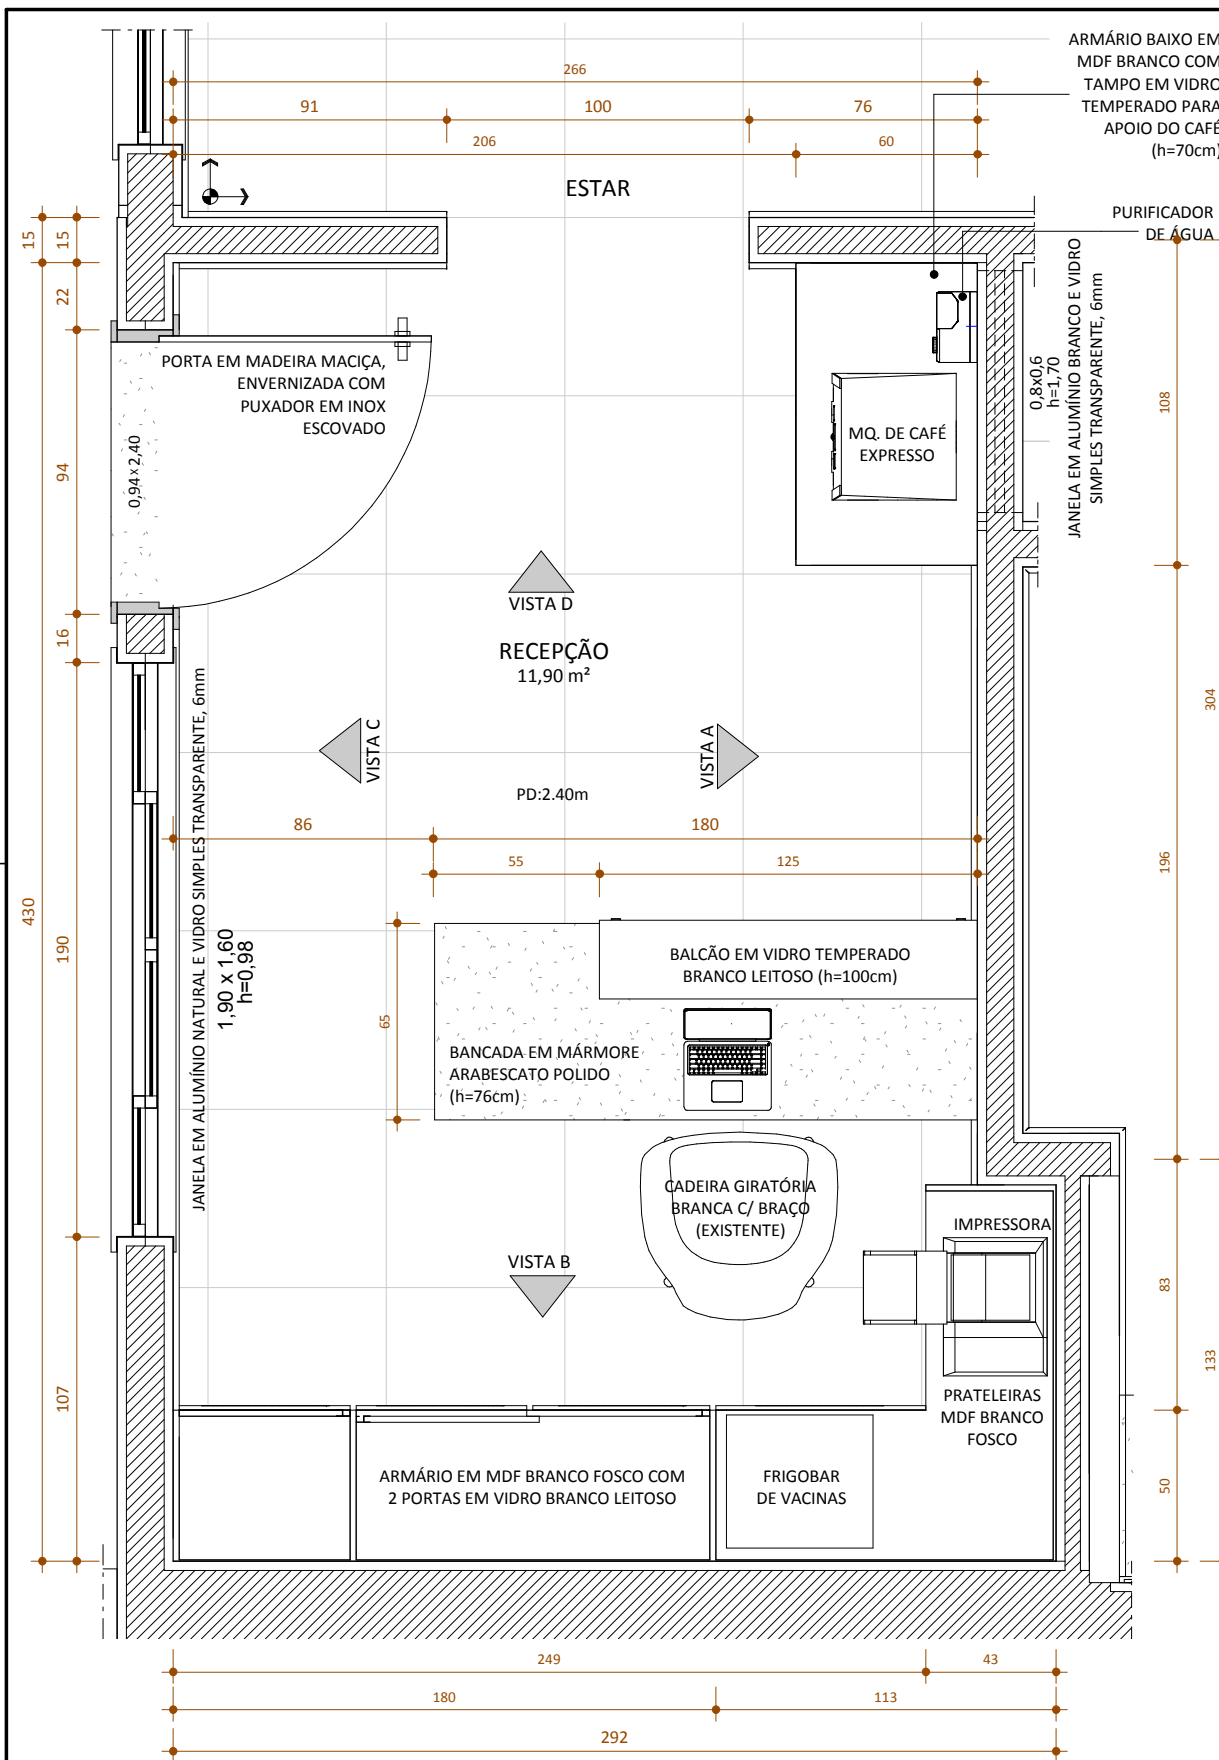 ARMÁRIO BAIXO EM
MDF BRANCO COM
TAMPO EM VIDRO
TEMPERADO PARA
APOIO DO CAFÉ
(h=70cm)
266
91
100
76
206
60
ESTAR
PURIFICADOR
DE ÁGUA
15
15
22
94
16
430
190
107
PORTA EM MADEIRA MACIÇA,
ENVERNIZADA COM
PUXADOR EM INOX
ESCOVADO
0,94x2,40
MQ. DE CAFÉ
EXPRESSO
0,8x0,6
h=1,70
JANELA EM ALUMÍNIO BRANCO E VIDRO
SIMPLES TRANSPARENTE, 6mm
108
304
196
83
133
50
VISTA D
RECEPÇÃO
11,90 m²
VISTA C
VISTA A
PD:2.40m
JANELA EM ALUMÍNIO NATURAL E VIDRO SIMPLES TRANSPARENTE, 6mm
1,90 x 1,60
h=0,98
86
180
55
125
65
BALCÃO EM VIDRO TEMPERADO
BRANCO LEITOSO (h=100cm)
BANCADA EM MÁRMORE
ARABESCATO POLIDO
(h=76cm)
CADEIRA GIRATÓRIA
BRANCA C/ BRAÇO
(EXISTENTE)
IMPRESSORA
VISTA B
PRATELEIRAS
MDF BRANCO
FOSCO
ARMÁRIO EM MDF BRANCO FOSCO COM
2 PORTAS EM VIDRO BRANCO LEITOSO
FRIGOBAR
DE VACINAS
249
43
180
113
292